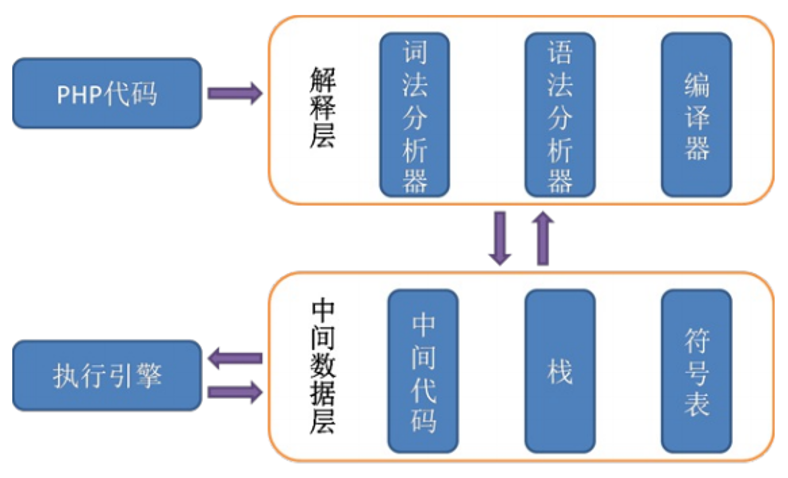 PHP代码
解释层
词法分析器
语法分析器
编译器
执行引擎
中间数据层
中间代码
栈
符号表